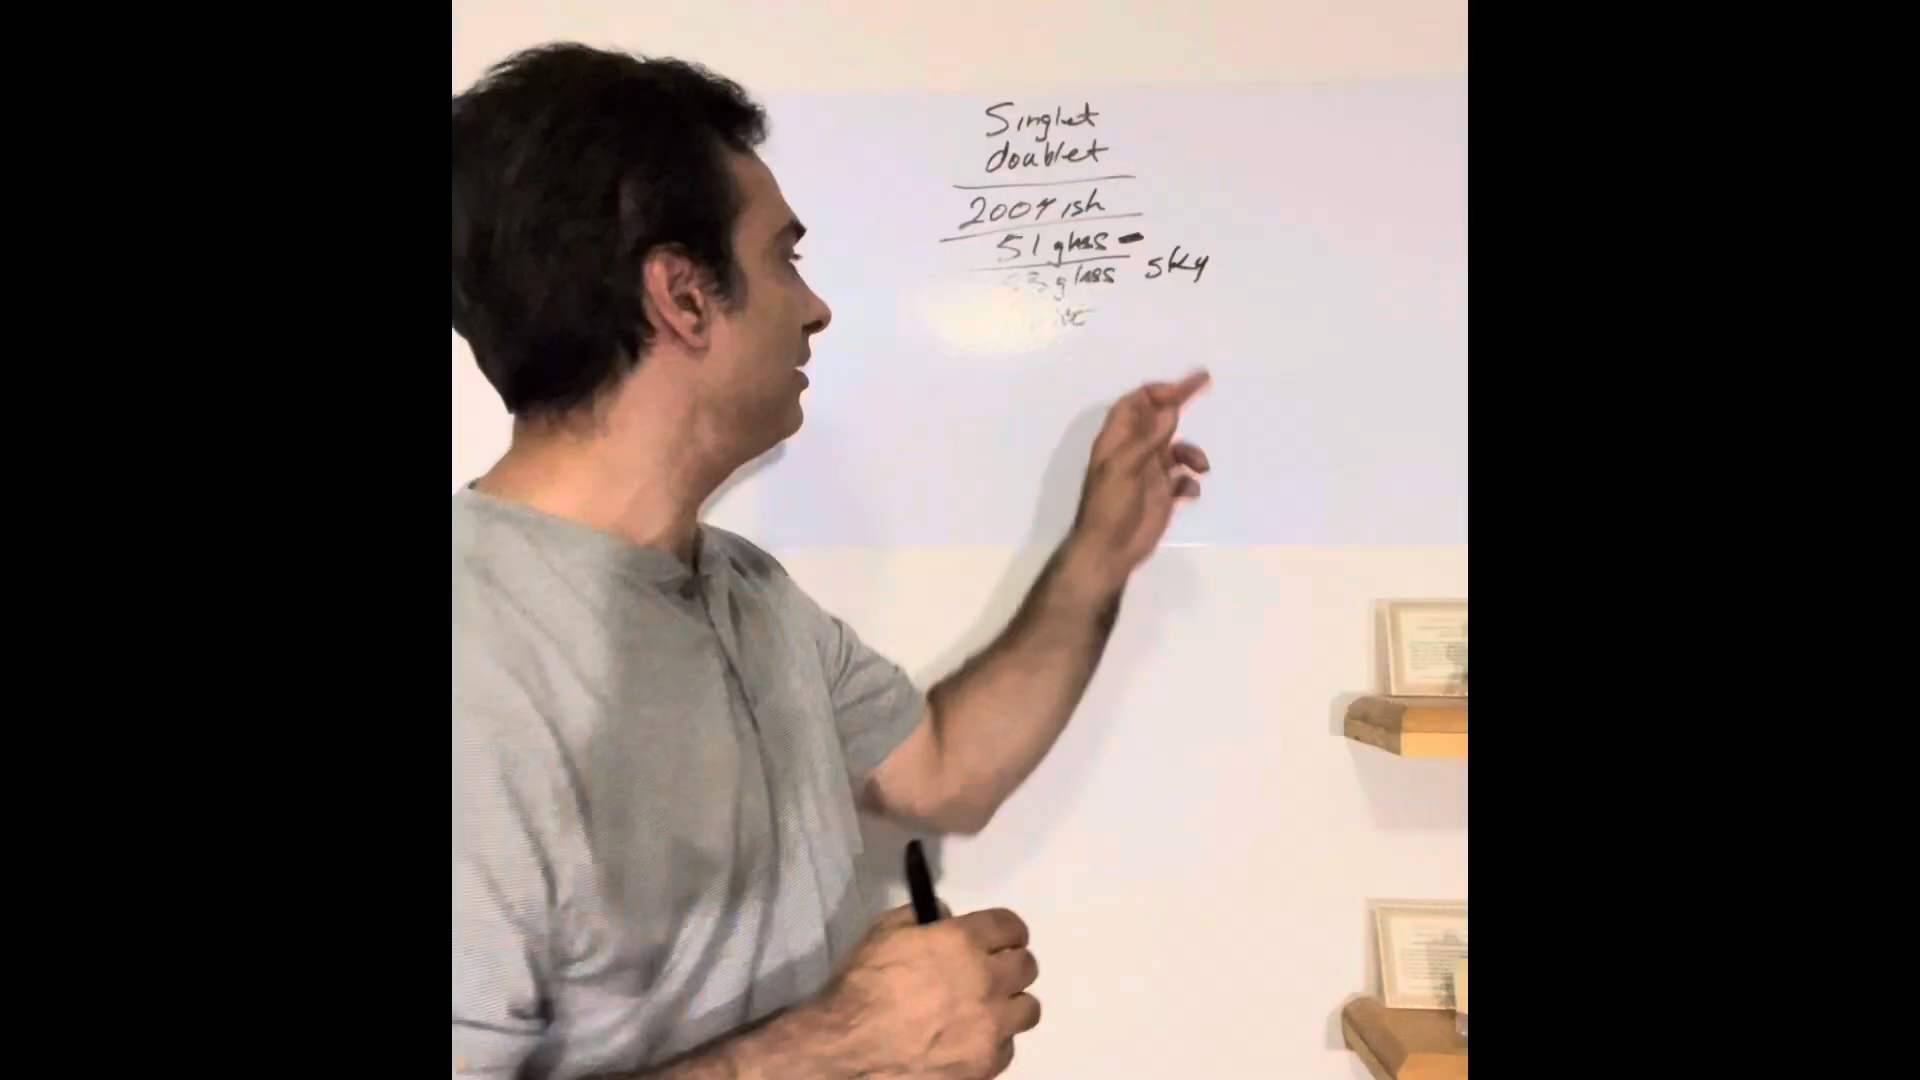 Singlet
doublet
2004 ish
51 glass -
glass sky